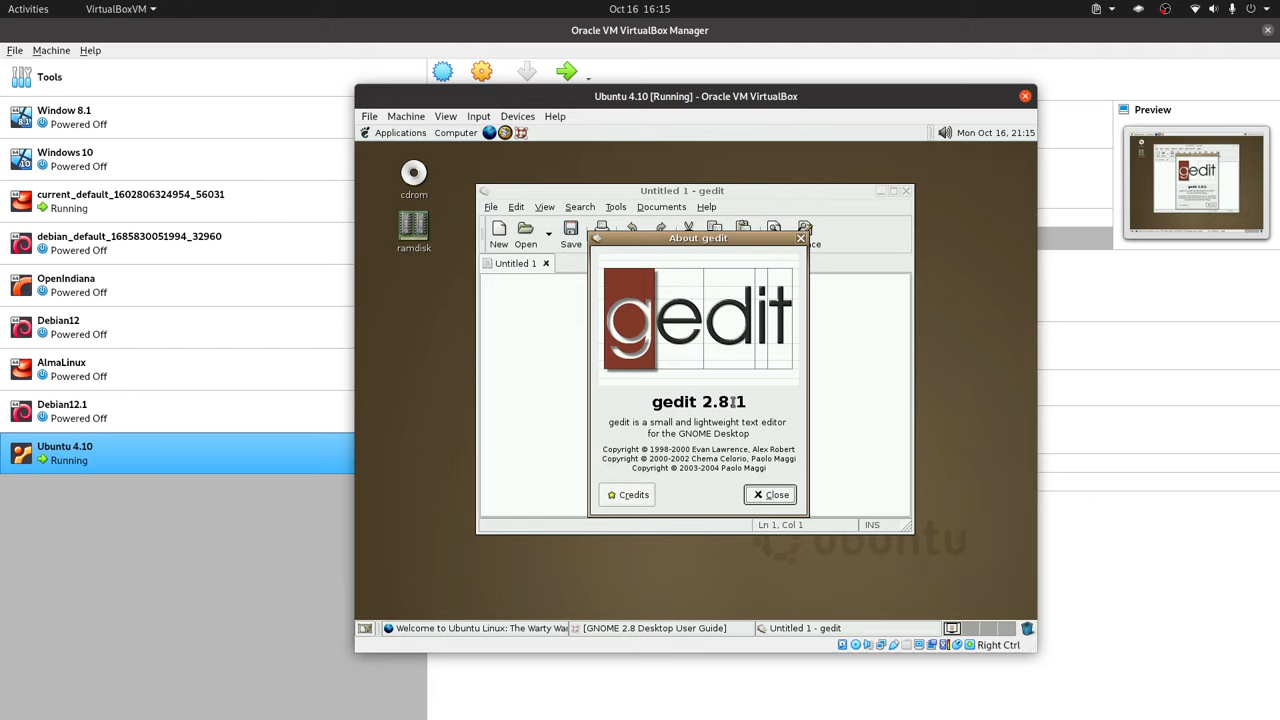 Activities
VirtualBoxVM
Oct 16 16:15
Oracle VM VirtualBox Manager
File Machine Help
Tools
Window 8.1
Powered Off
Windows 10
Powered Off
current_default_1602806324954_56031
Running
debian_default_1685830051994_32960
Powered Off
OpenIndiana
Powered Off
Debian12
Powered Off
AlmaLinux
Powered Off
Debian12.1
Powered Off
Ubuntu 4.10
Running
Preview
Ubuntu 4.10 [Running] - Oracle VM VirtualBox
File Machine View Input Devices Help
Applications Computer
Mon Oct 16, 21:15
cdrom
ramdisk
Untitled 1 - gedit
File Edit View Search Tools Documents Help
New Open Save
Untitled 1
About gedit
gedit
gedit 2.8.1
gedit is a small and lightweight text editor
for the GNOME Desktop
Copyright © 1998-2000 Evan Lawrence, Alex Robert
Copyright © 2000-2002 Chema Celorio, Paolo Maggi
Copyright © 2003-2004 Paolo Maggi
Credits
Close
Ln 1, Col 1
INS
ubuntu
Welcome to Ubuntu Linux: The Warty Wa
[GNOME 2.8 Desktop User Guide]
Untitled 1 - gedit
Right Ctrl